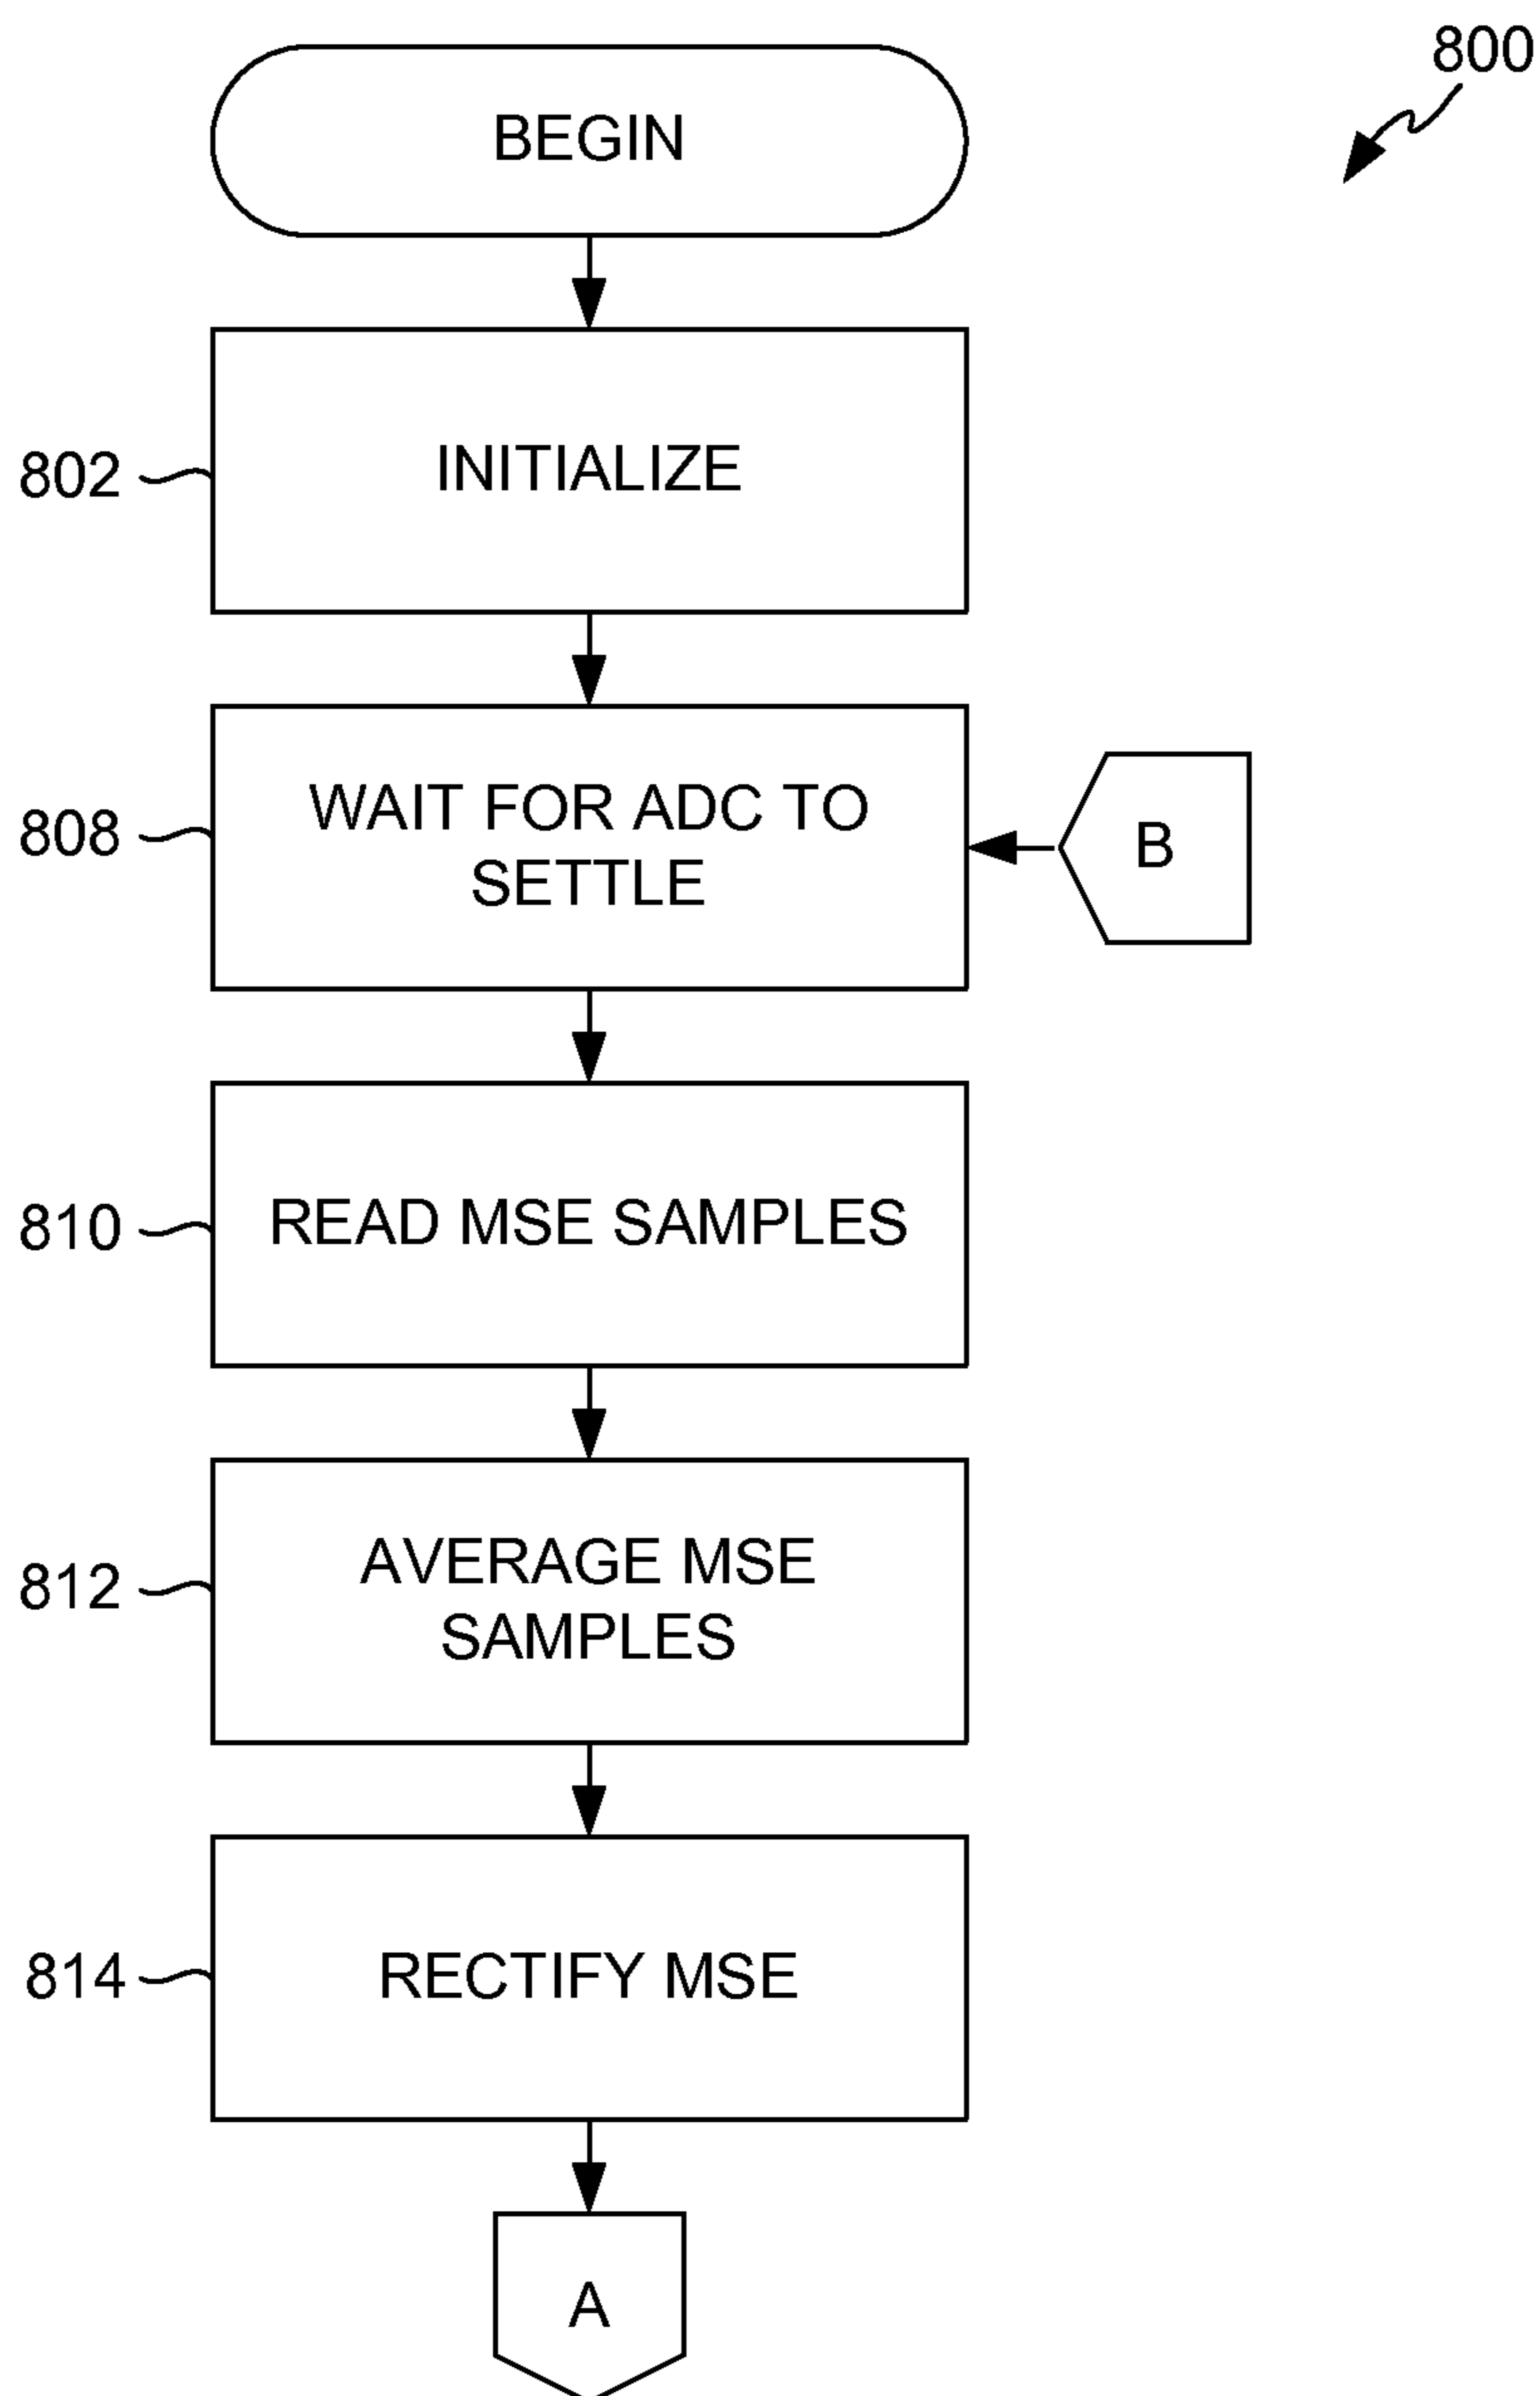 800
BEGIN
802
INITIALIZE
808
WAIT FOR ADC TO
SETTLE
B
810
READ MSE SAMPLES
812
AVERAGE MSE
SAMPLES
814
RECTIFY MSE
A